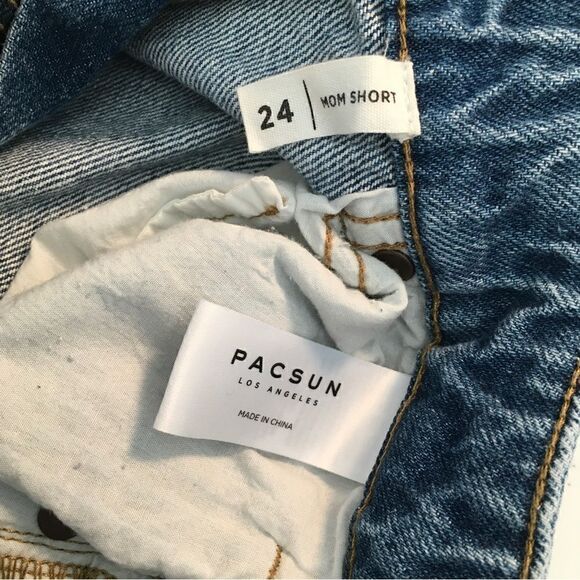 24 | MOM SHORT
PACSUN
LOS ANGELES
MADE IN CHINA